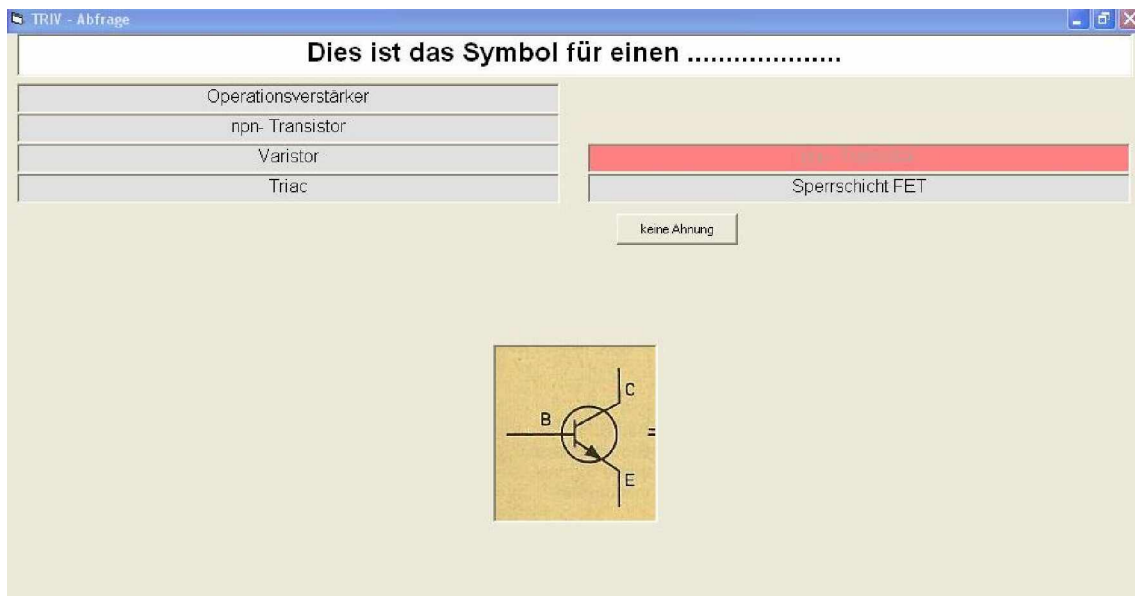 TRIV - Abfrage
Dies ist das Symbol für einen ....................
Operationsverstärker
npn- Transistor
Varistor
Triac
Sperrschicht FET
keine Ahnung
B
C
=
E